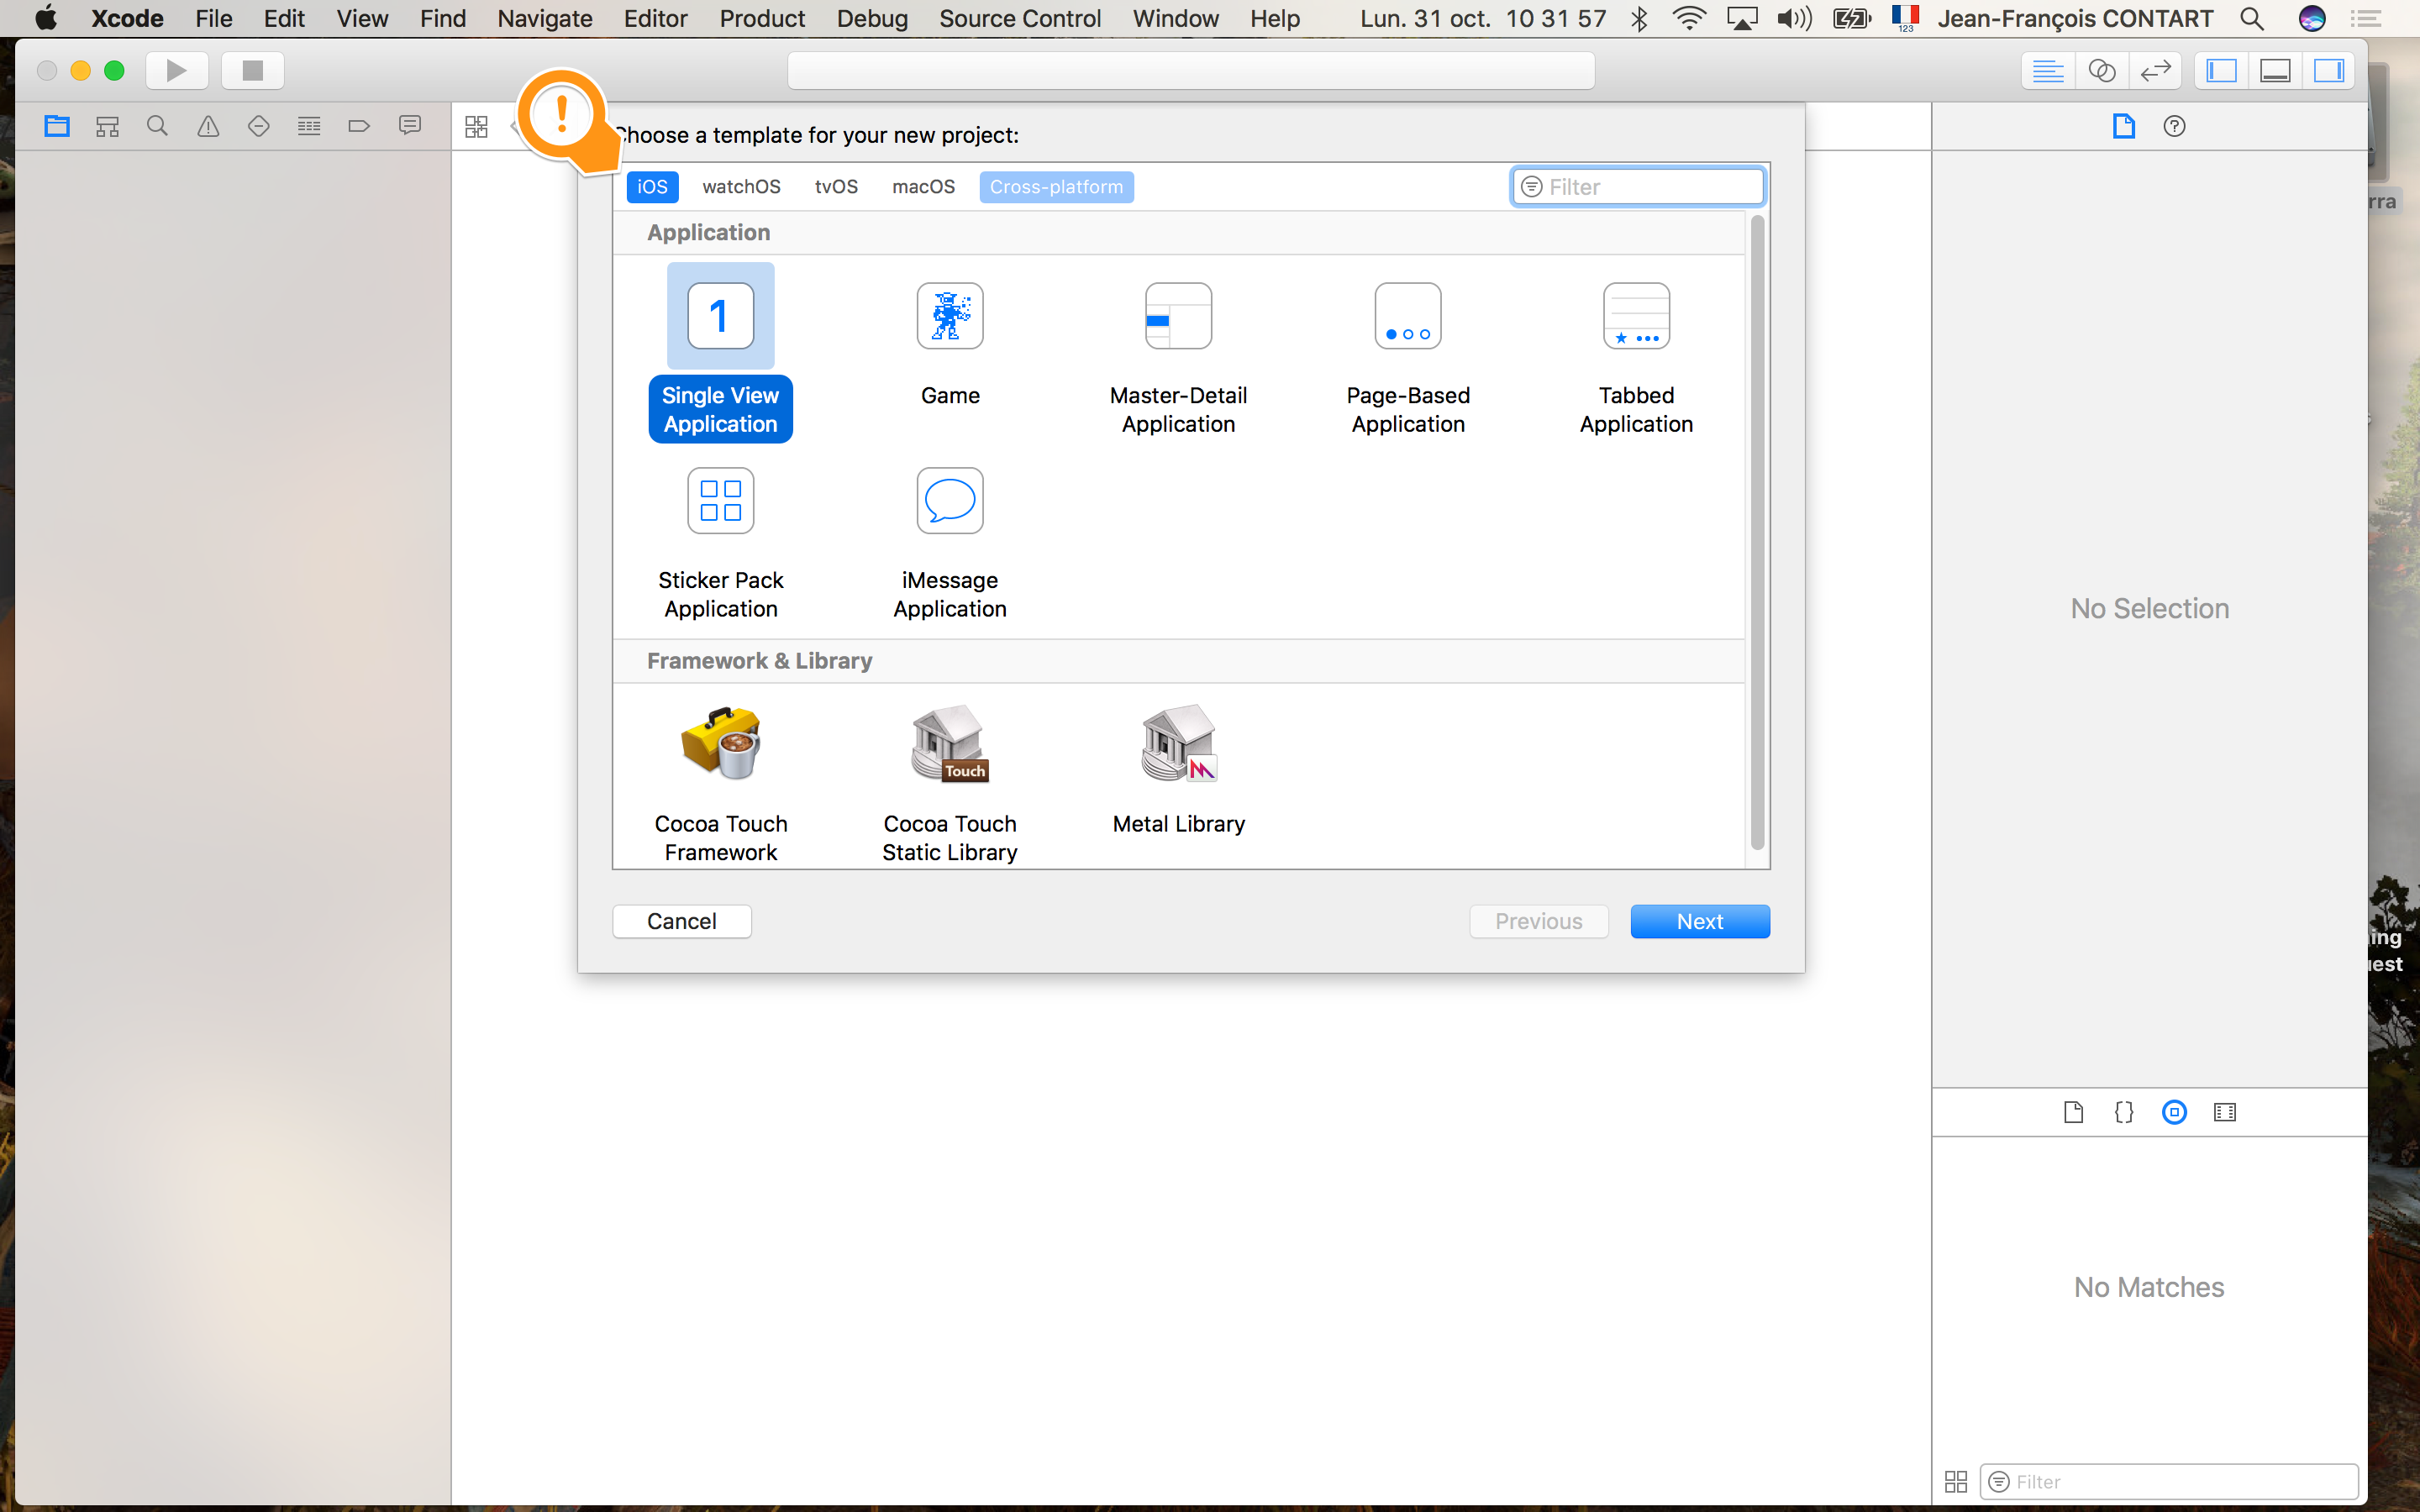 Xcode File Edit View Find Navigate Editor Product Debug Source Control Window Help Lun. 31 oct. 10 31 57 123 Jean-François CONTART
!
Choose a template for your new project:
iOS watchOS tvOS macOS Cross-platform Filter
Application
1
Single View Application
Game
Master-Detail Application
Page-Based Application
Tabbed Application
Sticker Pack Application
iMessage Application
Framework & Library
Touch
Cocoa Touch Framework
Cocoa Touch Static Library
Metal Library
Cancel Previous Next
No Selection
No Matches
Filter
rra
ing